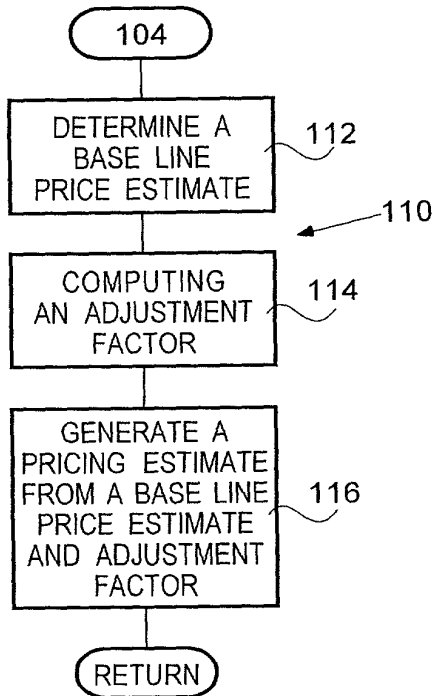 104
DETERMINE A
BASE LINE
PRICE ESTIMATE
112
110
COMPUTING
AN ADJUSTMENT
FACTOR
114
GENERATE A
PRICING ESTIMATE
FROM A BASE LINE
PRICE ESTIMATE
AND ADJUSTMENT
FACTOR
116
RETURN